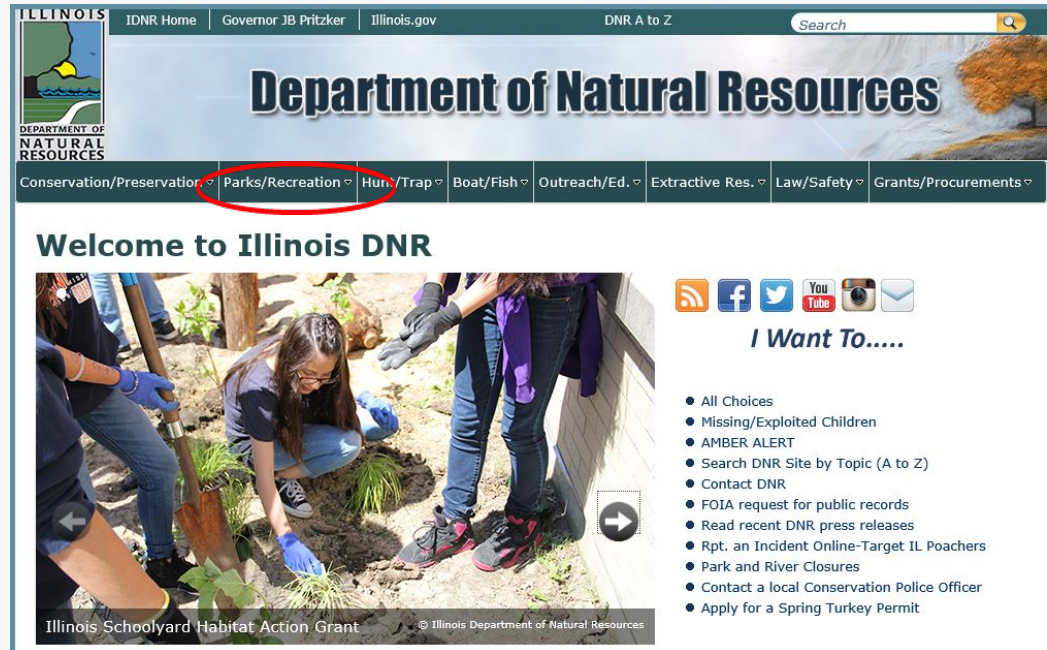 ILLINOIS
DEPARTMENT OF
NATURAL
RESOURCES
IDNR Home
Governor JB Pritzker
Illinois.gov
DNR A to Z
Search
Department of Natural Resources
Conservation/Preservation
Parks/Recreation
Hunt/Trap
Boat/Fish
Outreach/Ed.
Extractive Res.
Law/Safety
Grants/Procurements
Welcome to Illinois DNR
Illinois Schoolyard Habitat Action Grant
© Illinois Department of Natural Resources
You
Tube
I Want To.....
All Choices
Missing/Exploited Children
AMBER ALERT
Search DNR Site by Topic (A to Z)
Contact DNR
FOIA request for public records
Read recent DNR press releases
Rpt. an Incident Online-Target IL Poachers
Park and River Closures
Contact a local Conservation Police Officer
Apply for a Spring Turkey Permit